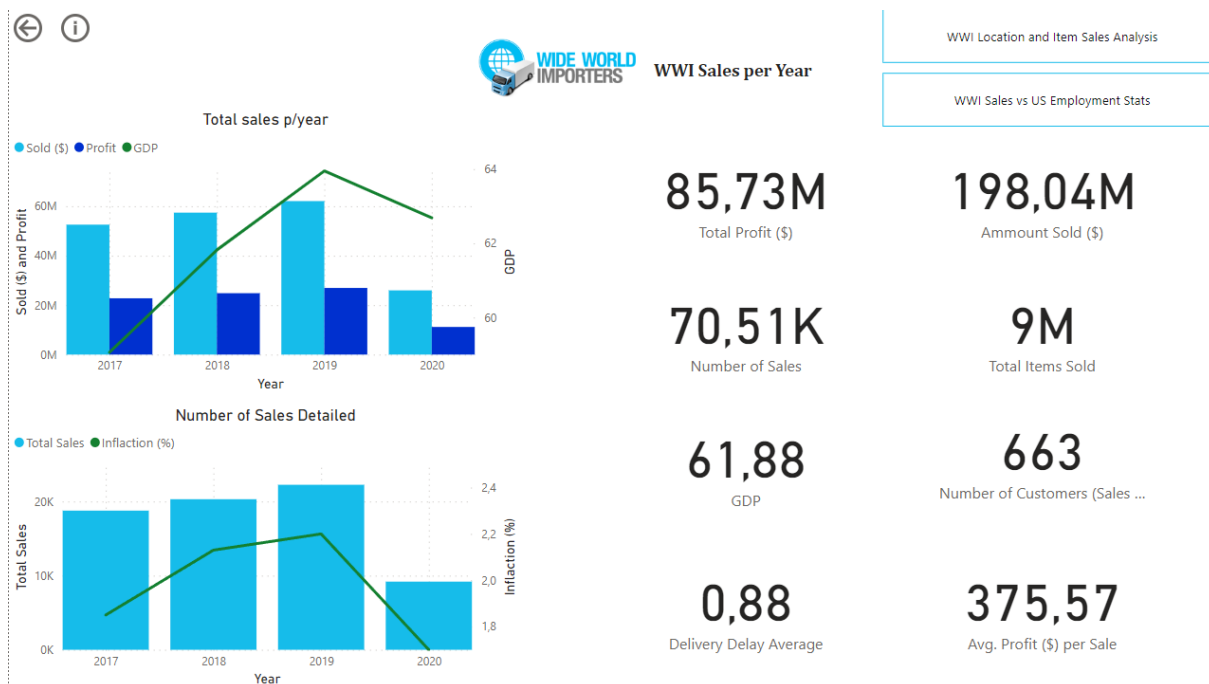 WWI Location and Item Sales Analysis
WIDE WORLD
IMPORTERS
WWI Sales per Year
WWI Sales vs US Employment Stats
Total sales p/year
Sold ($) Profit GDP
Sold ($) and Profit
60M
40M
20M
0M
64
62
60
GDP
2017 2018 2019 2020
Year
Number of Sales Detailed
Total Sales Inflaction (%)
Total Sales
20K
10K
0K
2,4
2,2
2,0
1,8
Inflaction (%)
2017 2018 2019 2020
Year
85,73M
Total Profit ($)
198,04M
Ammount Sold ($)
70,51K
Number of Sales
9M
Total Items Sold
61,88
GDP
663
Number of Customers (Sales ...
0,88
Delivery Delay Average
375,57
Avg. Profit ($) per Sale